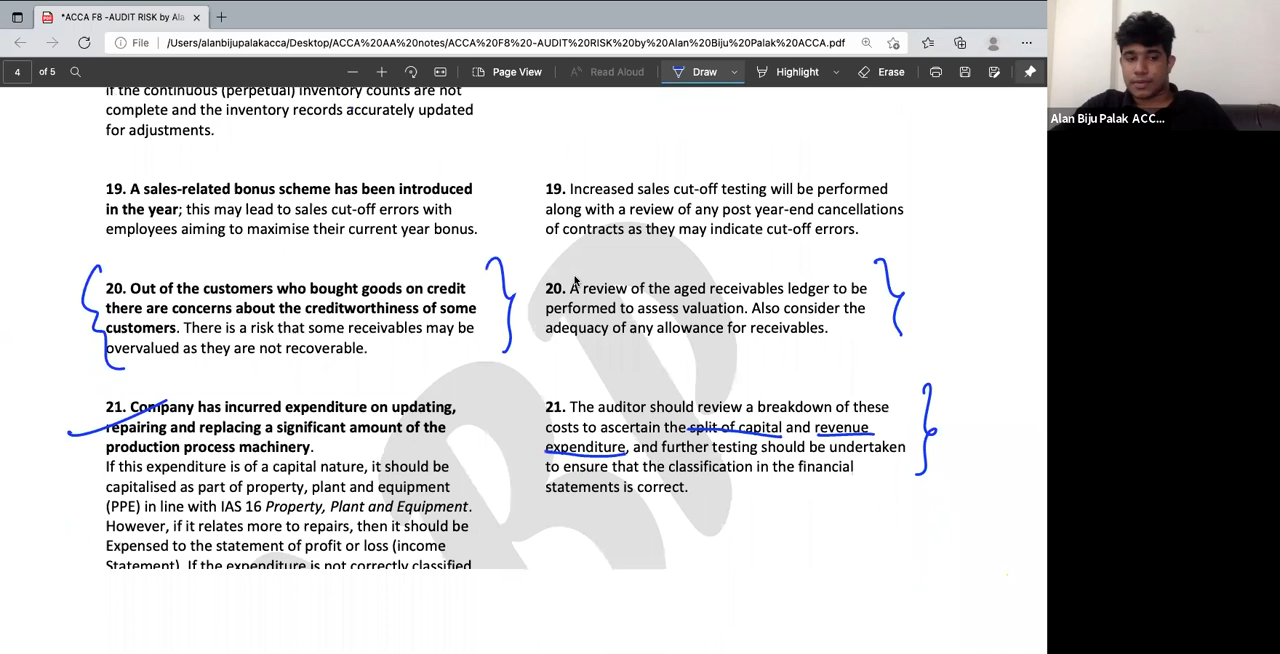 *ACCA F8 -AUDIT RISK by Ala
File
/Users/alanbijupalakacca/Desktop/ACCA%20AA%20notes/ACCA%20F8%20-AUDIT%20RISK%20by%20Alan%20Biju%20Palak%20ACCA.pdf
4 of 5
Page View
Read Aloud
Draw
Highlight
Erase
Alan Biju Palak ACC...
If the continuous (perpetual) inventory counts are not
complete and the inventory records accurately updated
for adjustments.
19. A sales-related bonus scheme has been introduced
in the year; this may lead to sales cut-off errors with
employees aiming to maximise their current year bonus.
19. Increased sales cut-off testing will be performed
along with a review of any post year-end cancellations
of contracts as they may indicate cut-off errors.
20. Out of the customers who bought goods on credit
there are concerns about the creditworthiness of some
customers. There is a risk that some receivables may be
overvalued as they are not recoverable.
20. A review of the aged receivables ledger to be
performed to assess valuation. Also consider the
adequacy of any allowance for receivables.
21. Company has incurred expenditure on updating,
repairing and replacing a significant amount of the
production process machinery.
If this expenditure is of a capital nature, it should be
capitalised as part of property, plant and equipment
(PPE) in line with IAS 16 Property, Plant and Equipment.
However, if it relates more to repairs, then it should be
Expensed to the statement of profit or loss (income
Statement). If the expenditure is not correctly classified
21. The auditor should review a breakdown of these
costs to ascertain the split of capital and revenue
expenditure, and further testing should be undertaken
to ensure that the classification in the financial
statements is correct.